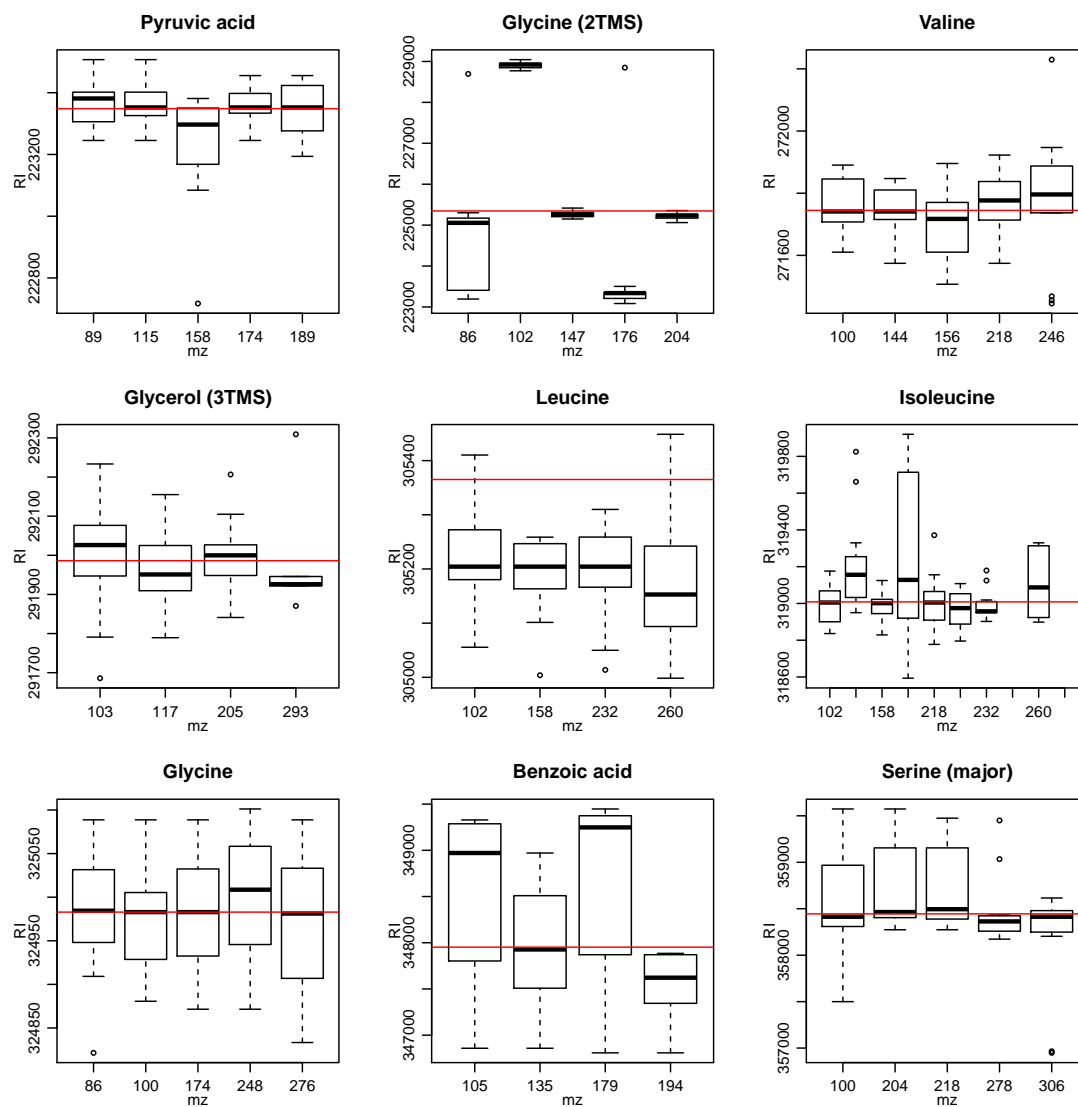 Pyruvic acid
RI
222800
223200
89 115 158 174 189
mz
Glycine (2TMS)
RI
223000
225000
227000
229000
86 102 147 176 204
mz
Valine
RI
271600
272000
100 144 156 218 246
mz
Glycerol (3TMS)
RI
291700
291900
292100
292300
103 117 205 293
mz
Leucine
RI
305000
305200
305400
102 158 232 260
mz
Isoleucine
RI
318600
319000
319400
319800
102 158 218 232 260
mz
Glycine
RI
324850
324950
325050
86 100 174 248 276
mz
Benzoic acid
RI
347000
348000
349000
105 135 179 194
mz
Serine (major)
RI
357000
358000
359000
100 204 218 278 306
mz